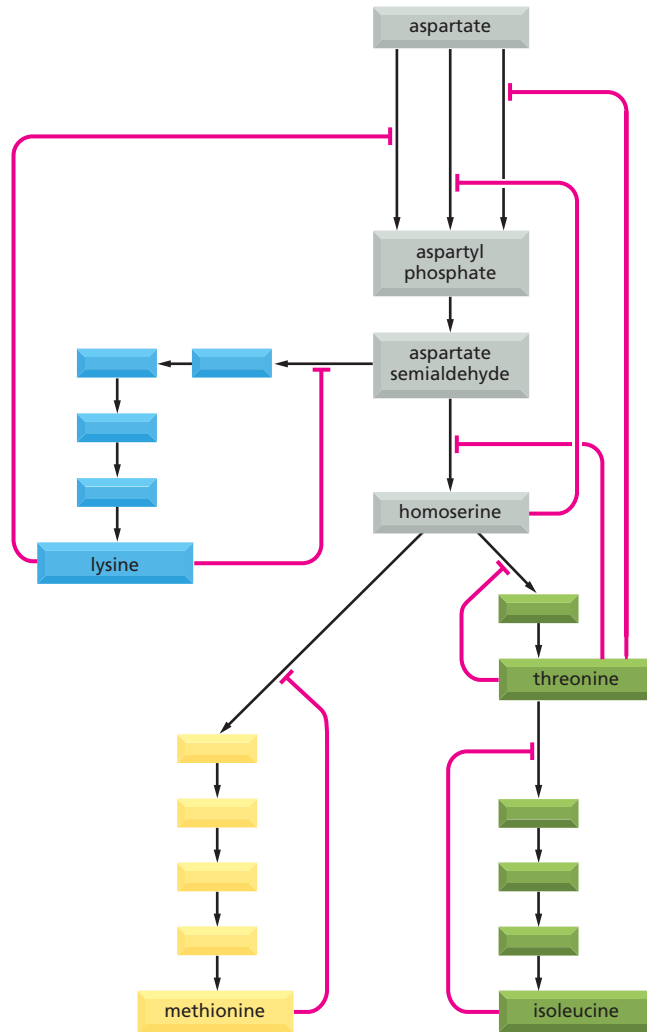 aspartate
aspartyl
phosphate
aspartate
semialdehyde
homoserine
lysine
threonine
methionine
isoleucine